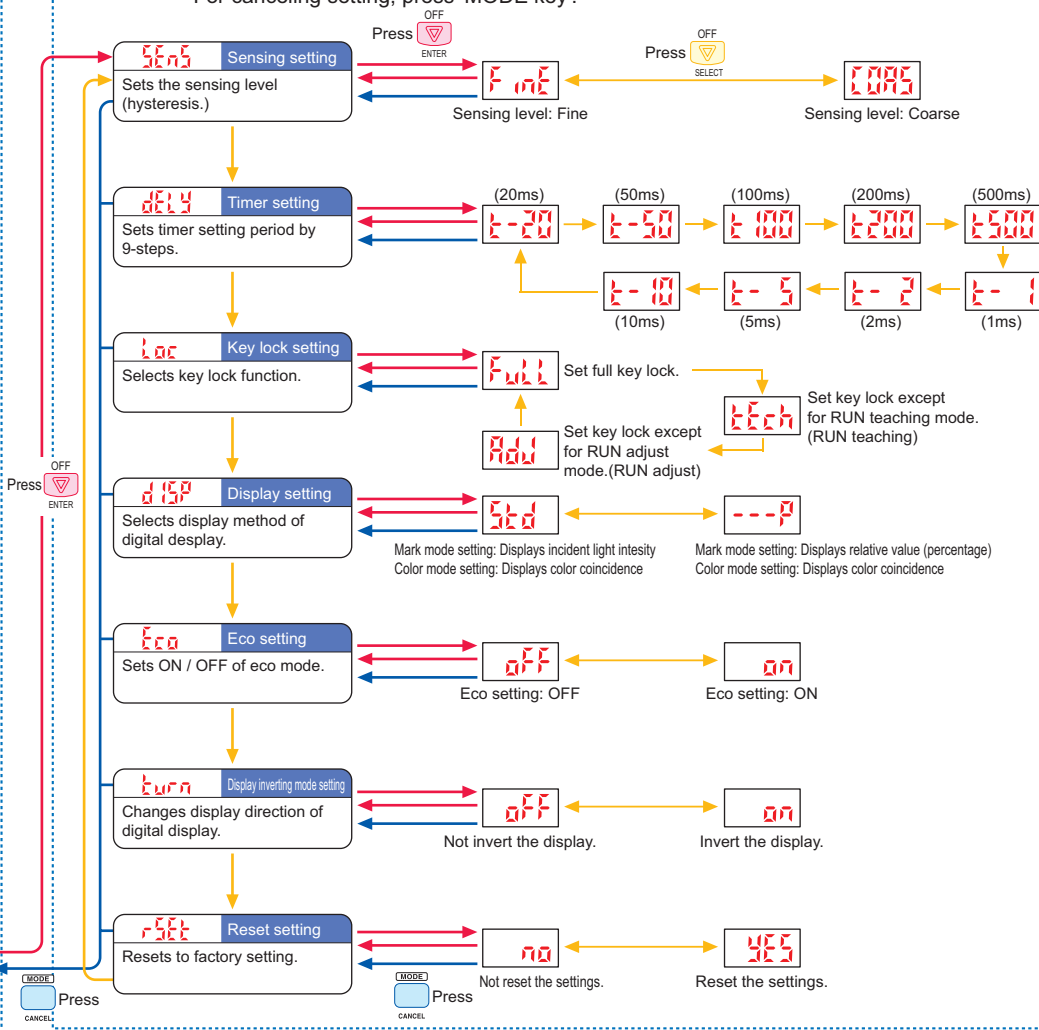 For canceling setting, press 'MODE key'.
OFF
Press
ENTER
OFF
Press
SELECT
SEnS Sensing setting
Sets the sensing level
(hysteresis.)
F inE
Sensing level: Fine
COAS
Sensing level: Coarse
dELY Timer setting
Sets timer setting period by
9-steps.
(20ms) (50ms) (100ms) (200ms) (500ms)
t-20 t-50 t 100 t200 t500
t- 10 t- 5 t- 2 t- 1
(10ms) (5ms) (2ms) (1ms)
Loc Key lock setting
Selects key lock function.
FuLL Set full key lock.
tEch
Set key lock except
for RUN teaching mode.
(RUN teaching)
AdJ
Set key lock except
for RUN adjust
mode.(RUN adjust)
OFF
Press
ENTER
dISP Display setting
Selects display method of
digital desplay.
Std
Mark mode setting: Displays incident light intesity
Color mode setting: Displays color coincidence
---P
Mark mode setting: Displays relative value (percentage)
Color mode setting: Displays color coincidence
Eco Eco setting
Sets ON / OFF of eco mode.
oFF
Eco setting: OFF
on
Eco setting: ON
turn Display inverting mode setting
Changes display direction of
digital display.
oFF
Not invert the display.
on
Invert the display.
rSEt Reset setting
Resets to factory setting.
no
Not reset the settings.
YES
Reset the settings.
MODE
Press
CANCEL
MODE
Press
CANCEL